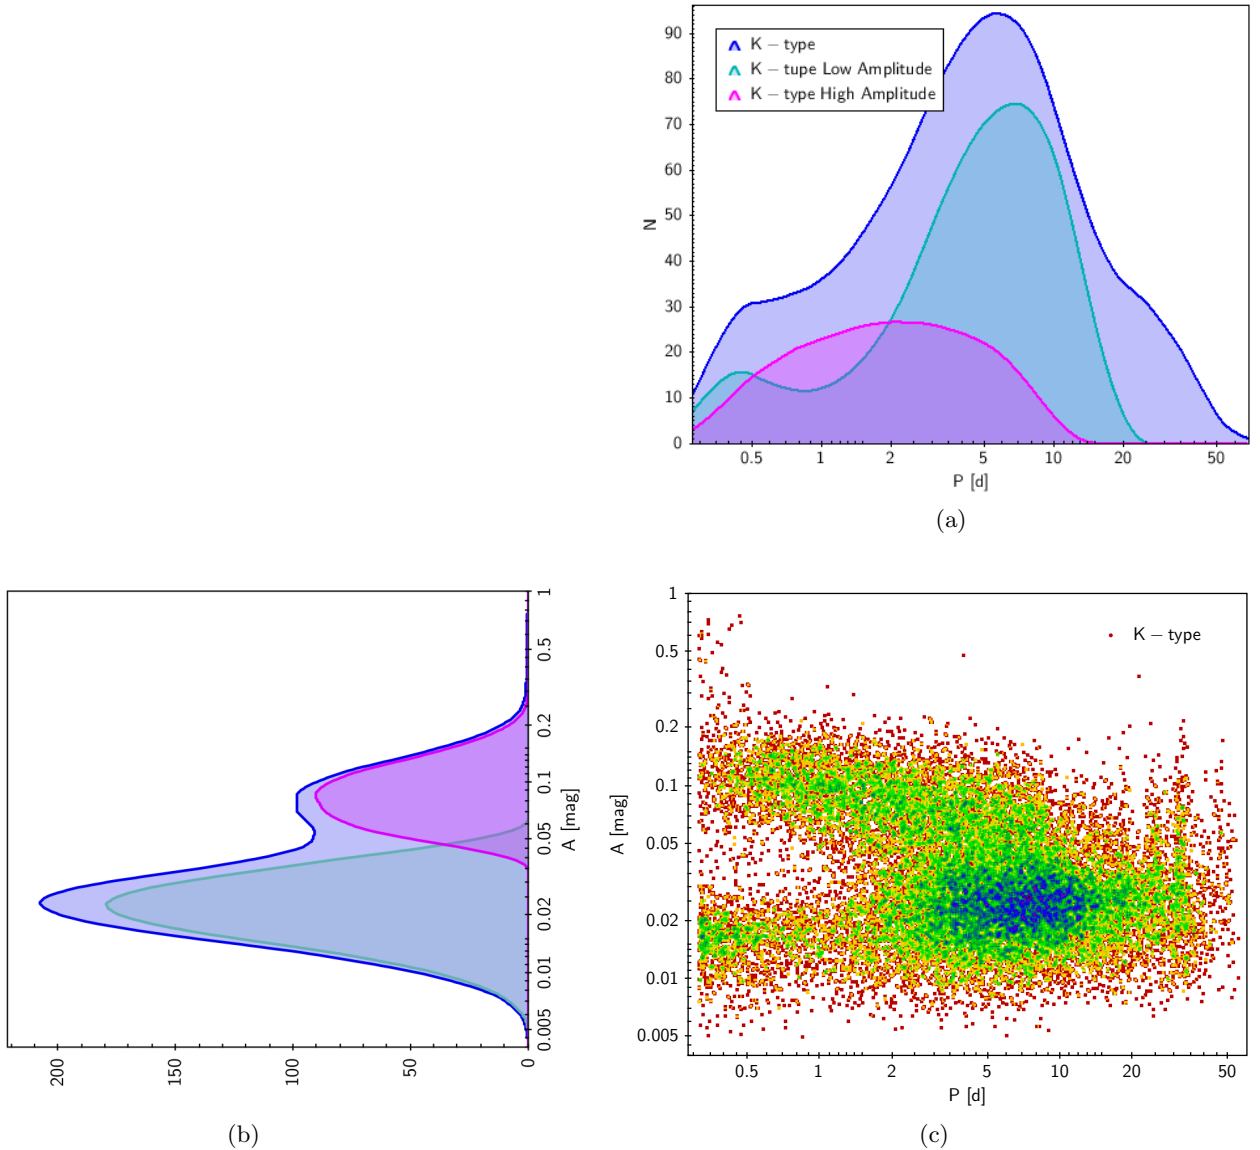 K – type
K – tupe Low Amplitude
K – type High Amplitude
90
80
70
60
50
40
30
20
10
0
N
0.5 1 2 5 10 20 50
P [d]
(a)
1
0.5
0.2
0.1
0.05
0.02
0.01
0.005
A [mag]
200 150 100 50 0
(b)
K – type
1
0.5
0.2
0.1
0.05
0.02
0.01
0.005
A [mag]
0.5 1 2 5 10 20 50
P [d]
(c)